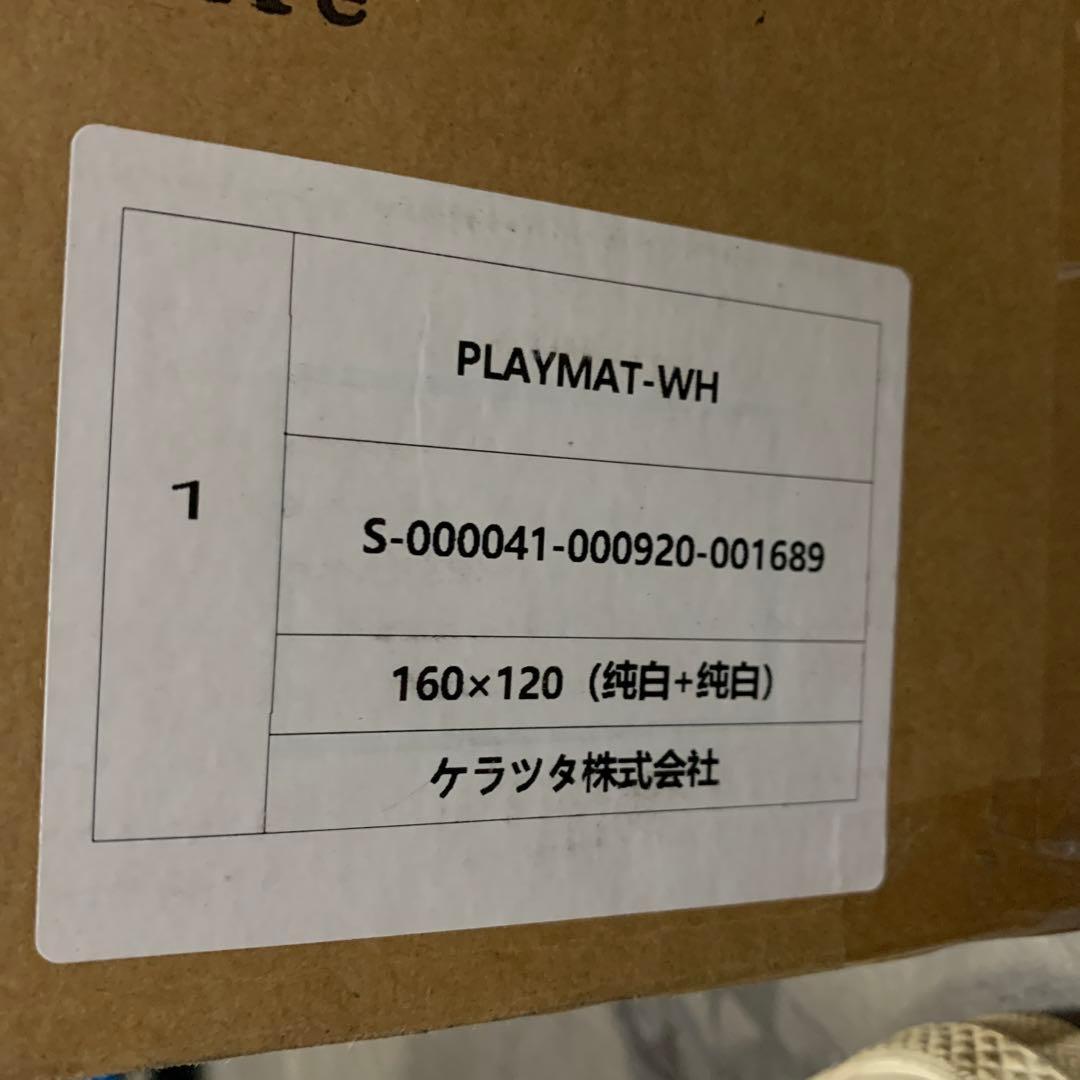 1
PLAYMAT-WH
S-000041-000920-001689
160×120（纯白+纯白）
ケラツタ株式会社